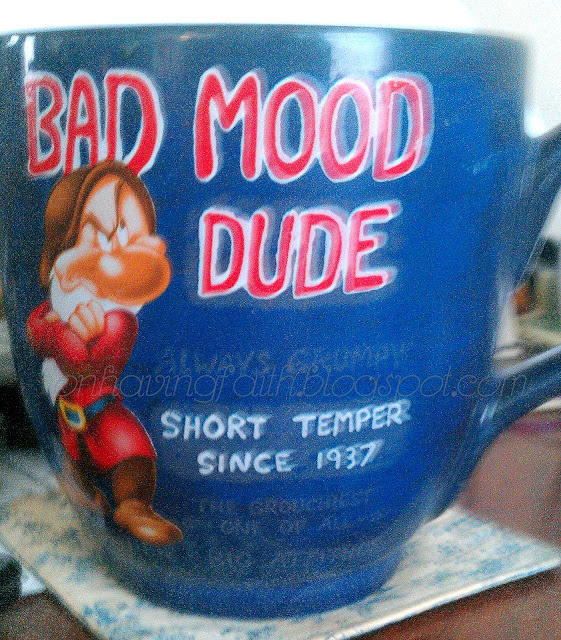 BAD MOOD
DUDE
ALWAYS GRUMPY
onhavingfaith.blogspot.com
SHORT TEMPER
SINCE 1937
THE GROUCHIEST
ONE OF ALL